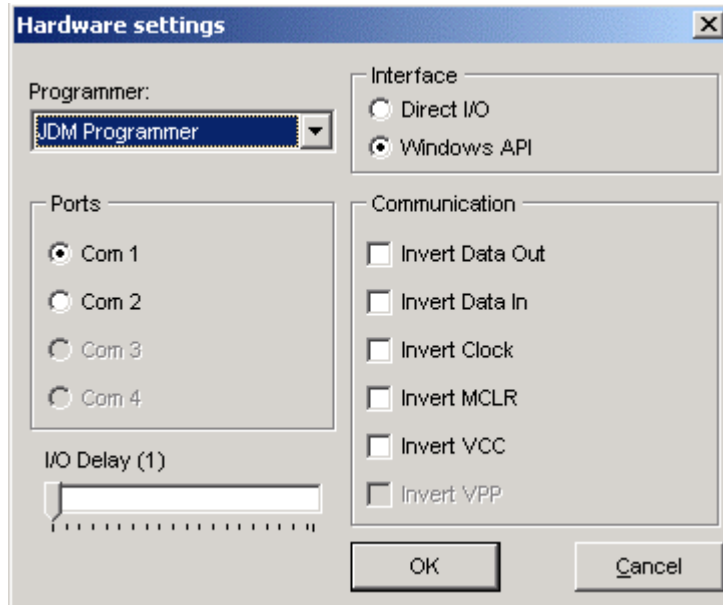 Hardware settings
Programmer:
JDM Programmer
Interface
Direct I/O
Windows API
Ports
Com 1
Com 2
Com 3
Com 4
Communication
Invert Data Out
Invert Data In
Invert Clock
Invert MCLR
Invert VCC
Invert VPP
I/O Delay (1)
OK
Cancel